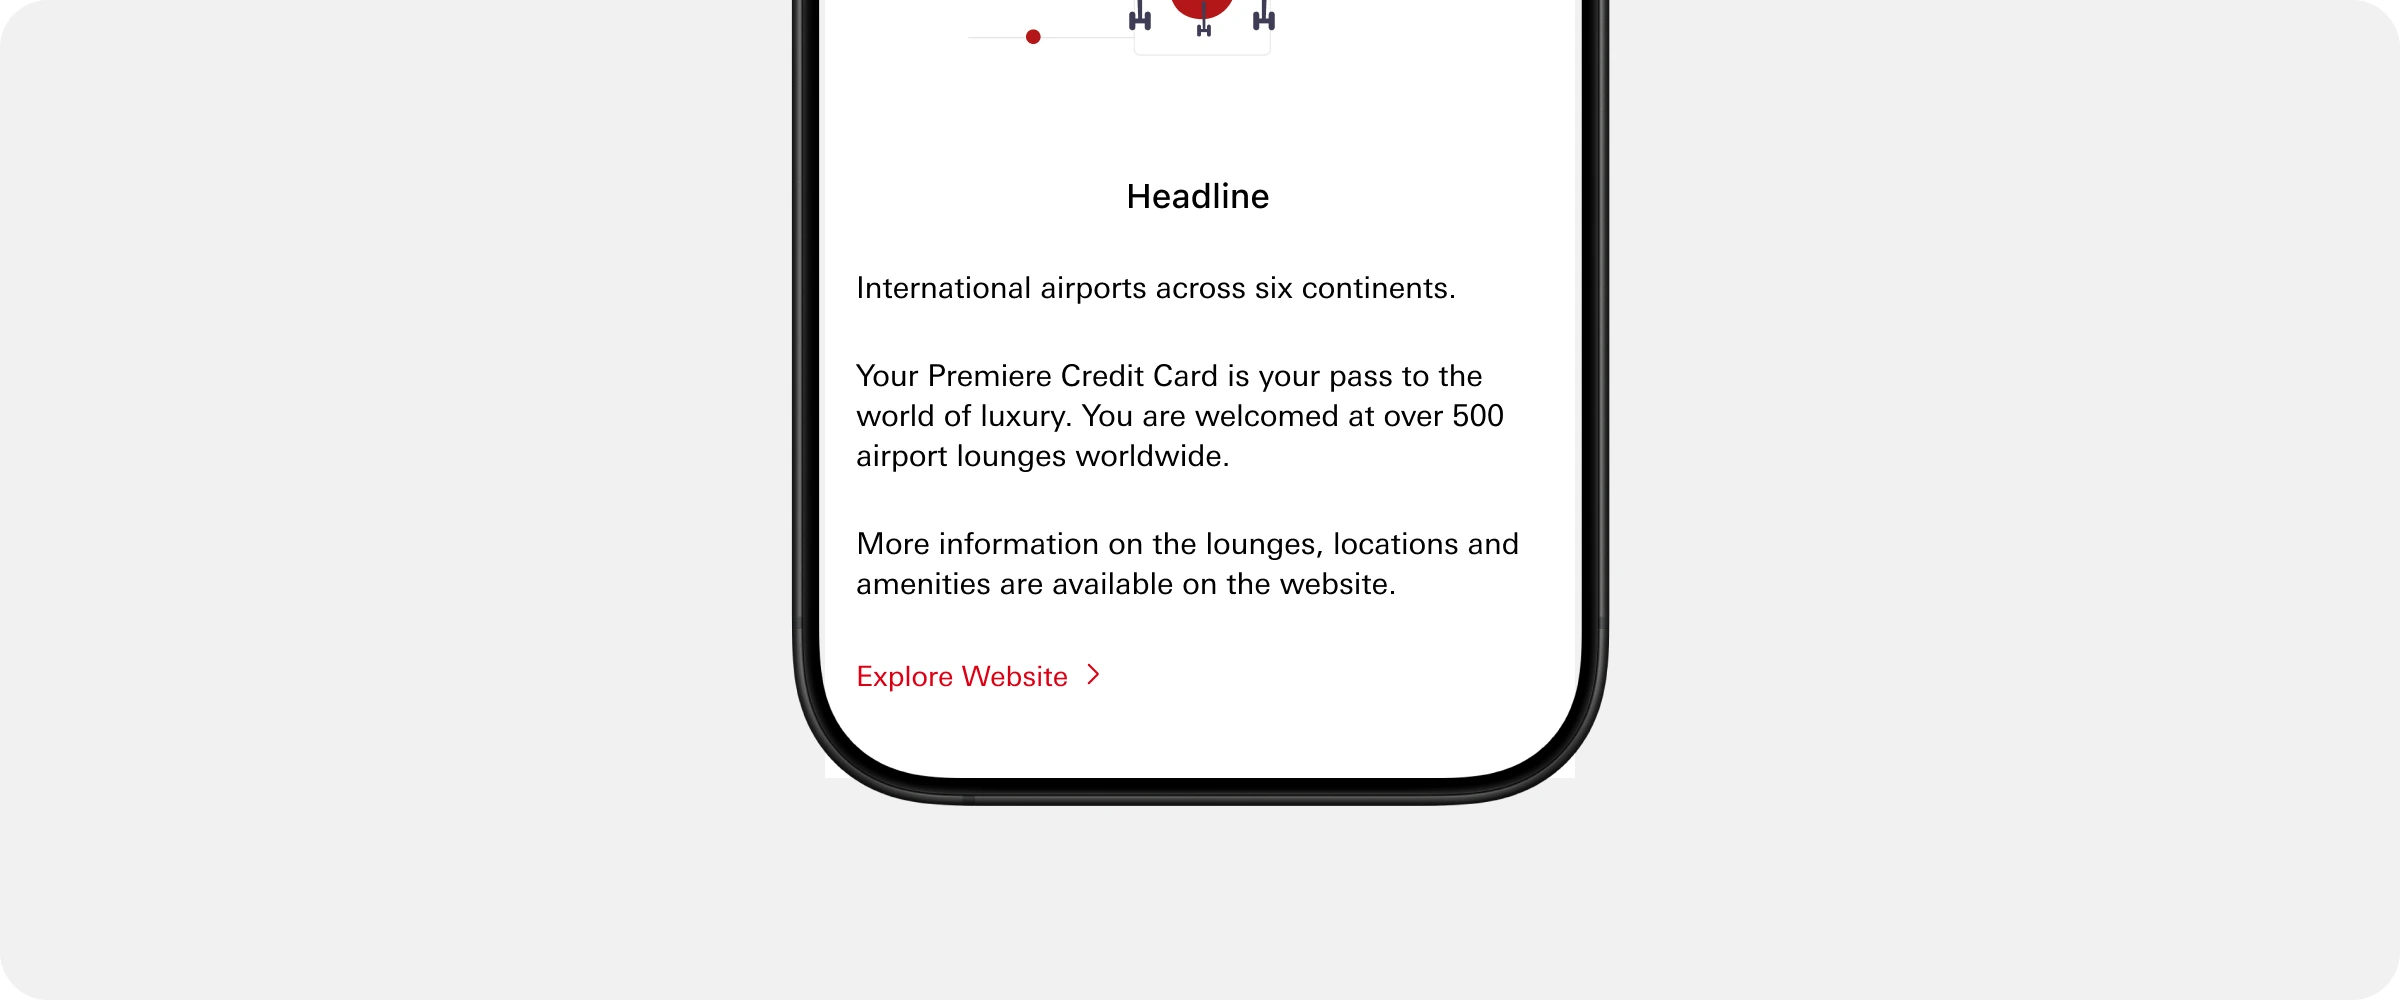 Headline
International airports across six continents.
Your Premiere Credit Card is your pass to the
world of luxury. You are welcomed at over 500
airport lounges worldwide.
More information on the lounges, locations and
amenities are available on the website.
Explore Website